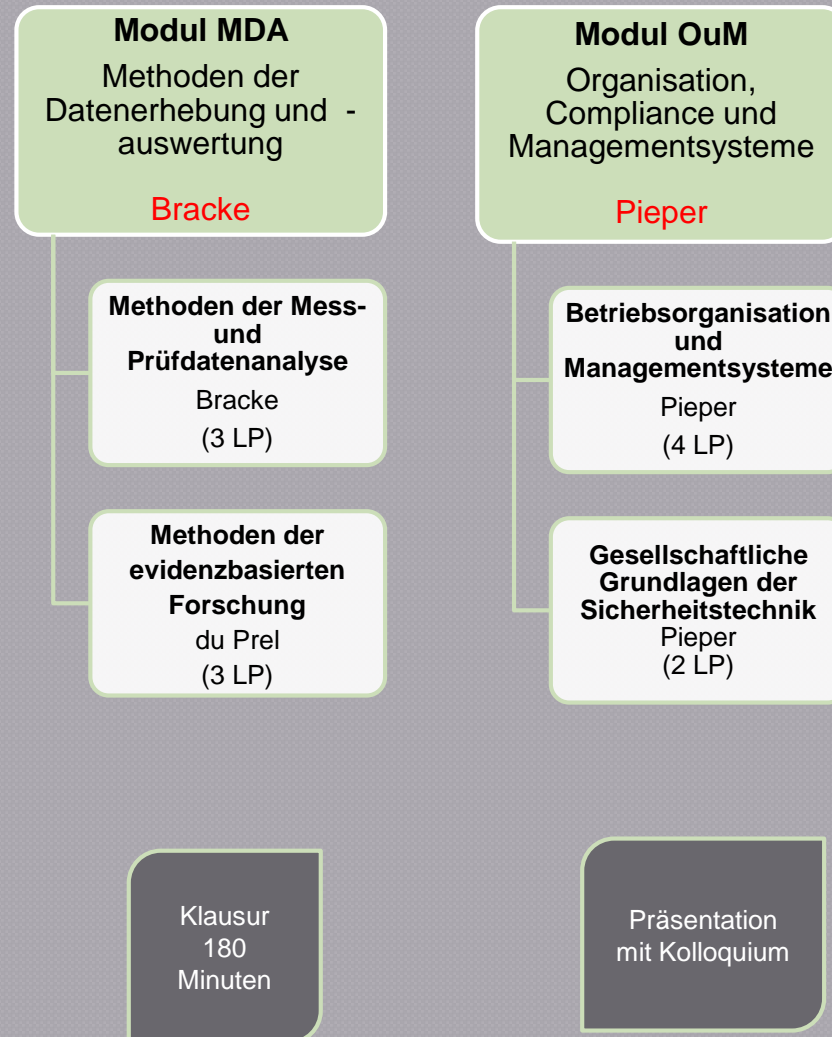 Modul MDA
Methoden der
Datenerhebung und -
auswertung
Bracke
Methoden der Mess-
und
Prüfdatenanalyse
Bracke
(3 LP)
Methoden der
evidenzbasierten
Forschung
du Prel
(3 LP)
Klausur
180
Minuten
Modul OuM
Organisation,
Compliance und
Managementsysteme
Pieper
Betriebsorganisation
und
Managementsysteme
Pieper
(4 LP)
Gesellschaftliche
Grundlagen der
Sicherheitstechnik
Pieper
(2 LP)
Präsentation
mit Kolloquium